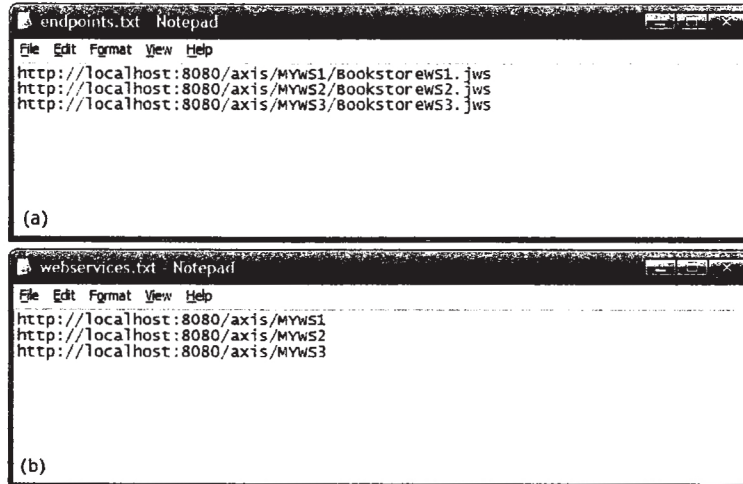 endpoints.txt - Notepad
File Edit Format View Help
http://localhost:8080/axis/MYWS1/BookstoreWS1.jws
http://localhost:8080/axis/MYWS2/BookstoreWS2.jws
http://localhost:8080/axis/MYWS3/BookstoreWS3.jws
(a)
webservices.txt - Notepad
File Edit Format View Help
http://localhost:8080/axis/MYWS1
http://localhost:8080/axis/MYWS2
http://localhost:8080/axis/MYWS3
(b)